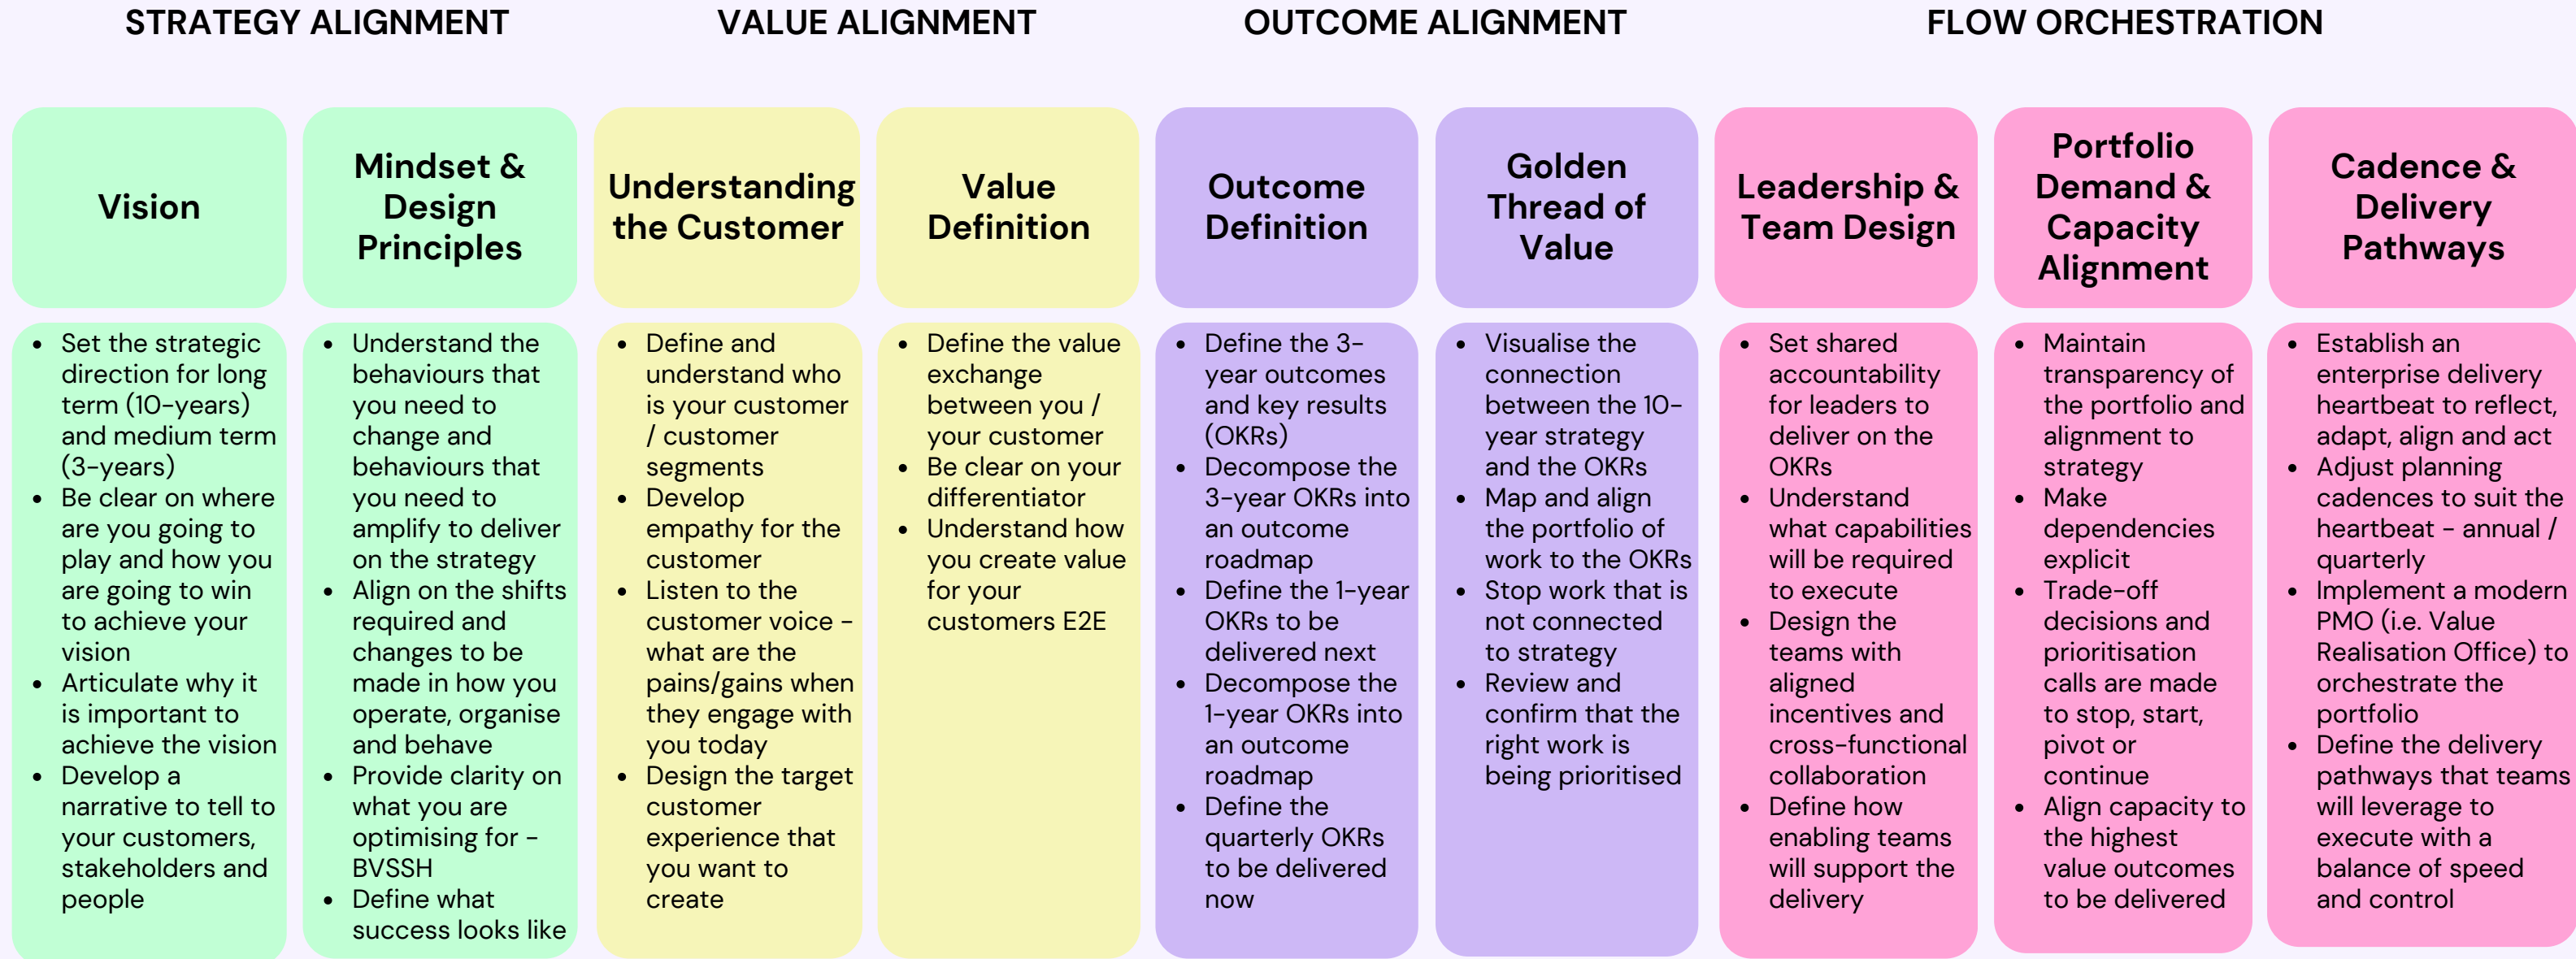 STRATEGY ALIGNMENT
VALUE ALIGNMENT
OUTCOME ALIGNMENT
FLOW ORCHESTRATION
Vision
Mindset &
Design
Principles
Understanding
the Customer
Value
Definition
Outcome
Definition
Golden
Thread of
Value
Leadership &
Team Design
Portfolio
Demand &
Capacity
Alignment
Cadence &
Delivery
Pathways
• Set the strategic
direction for long
term (10-years)
and medium term
(3-years)
• Be clear on where
are you going to
play and how you
are going to win
to achieve your
vision
• Articulate why it
is important to
achieve the vision
• Develop a
narrative to tell to
your customers,
stakeholders and
people
• Understand the
behaviours that
you need to
change and
behaviours that
you need to
amplify to deliver
on the strategy
• Align on the shifts
required and
changes to be
made in how you
operate, organise
and behave
• Provide clarity on
what you are
optimising for -
BVSSH
• Define what
success looks like
• Define and
understand who
is your customer
/ customer
segments
• Develop
empathy for the
customer
• Listen to the
customer voice -
what are the
pains/gains when
they engage with
you today
• Design the target
customer
experience that
you want to
create
• Define the value
exchange
between you /
your customer
• Be clear on your
differentiator
• Understand how
you create value
for your
customers E2E
• Define the 3-
year outcomes
and key results
(OKRs)
• Decompose the
3-year OKRs into
an outcome
roadmap
• Define the 1-year
OKRs to be
delivered next
• Decompose the
1-year OKRs into
an outcome
roadmap
• Define the
quarterly OKRs
to be delivered
now
• Visualise the
connection
between the 10-
year strategy
and the OKRs
• Map and align
the portfolio of
work to the OKRs
• Stop work that is
not connected
to strategy
• Review and
confirm that the
right work is
being prioritised
• Set shared
accountability
for leaders to
deliver on the
OKRs
• Understand
what capabilities
will be required
to execute
• Design the
teams with
aligned
incentives and
cross-functional
collaboration
• Define how
enabling teams
will support the
delivery
• Maintain
transparency of
the portfolio and
alignment to
strategy
• Make
dependencies
explicit
• Trade-off
decisions and
prioritisation
calls are made
to stop, start,
pivot or
continue
• Align capacity to
the highest
value outcomes
to be delivered
• Establish an
enterprise delivery
heartbeat to reflect,
adapt, align and act
• Adjust planning
cadences to suit the
heartbeat - annual /
quarterly
• Implement a modern
PMO (i.e. Value
Realisation Office) to
orchestrate the
portfolio
• Define the delivery
pathways that teams
will leverage to
execute with a
balance of speed
and control